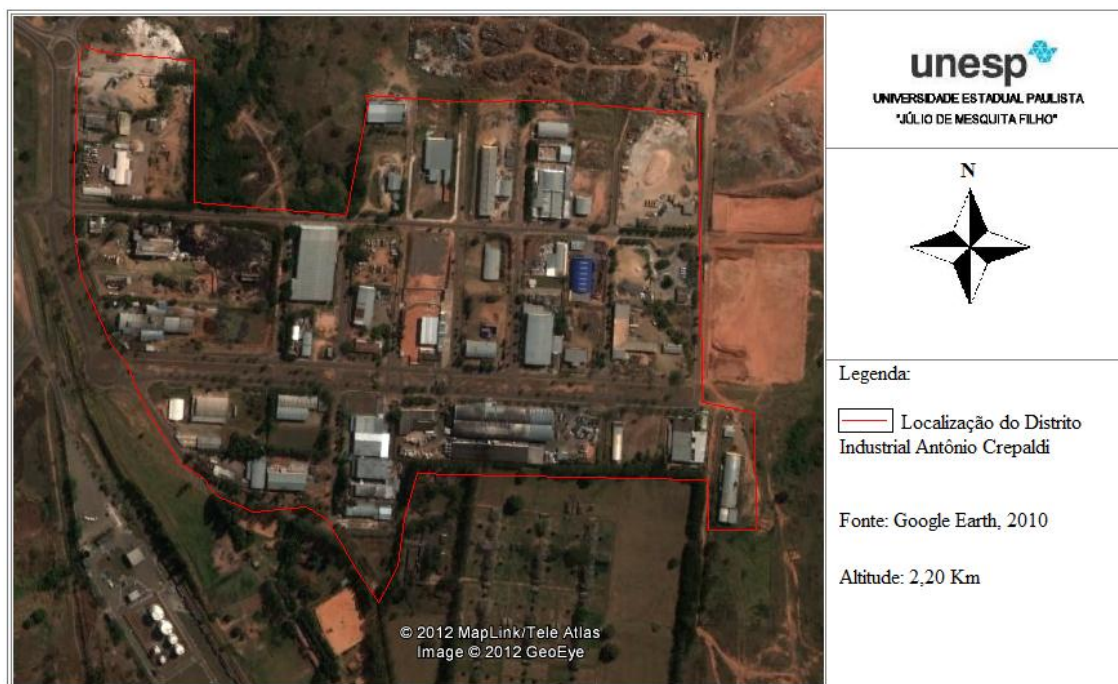 unesp
UNIVERSIDADE ESTADUAL PAULISTA
"JÚLIO DE MESQUITA FILHO"
N
Legenda:
Localização do Distrito
Industrial Antônio Crepaldi
Fonte: Google Earth, 2010
Altitude: 2,20 Km
© 2012 MapLink/Tele Atlas
Image © 2012 GeoEye